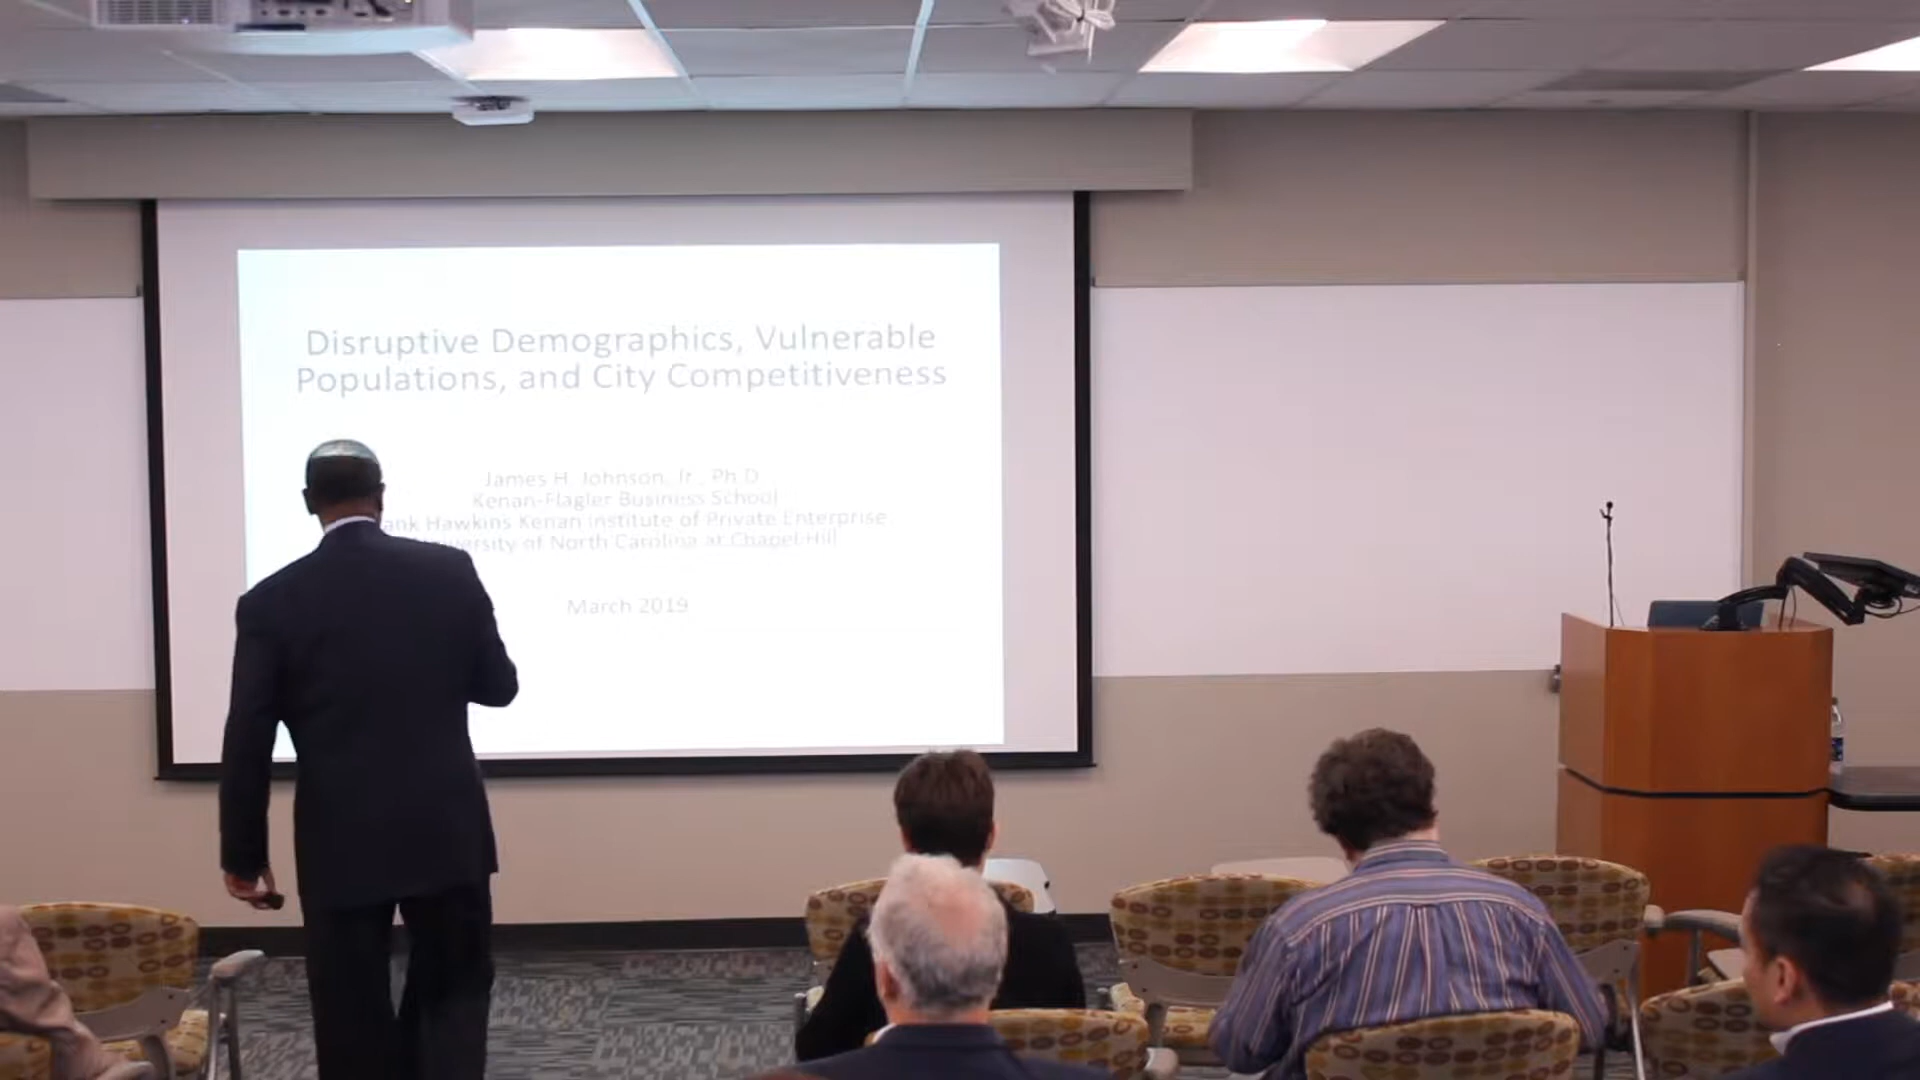 Disruptive Demographics, Vulnerable
Populations, and City Competitiveness
James H. Johnson, Jr., Ph.D
Kenan-Flagler Business School
Hawkins Kenan Institute of Private Enterprise
of North Carolina at Chapel Hill
March 2019